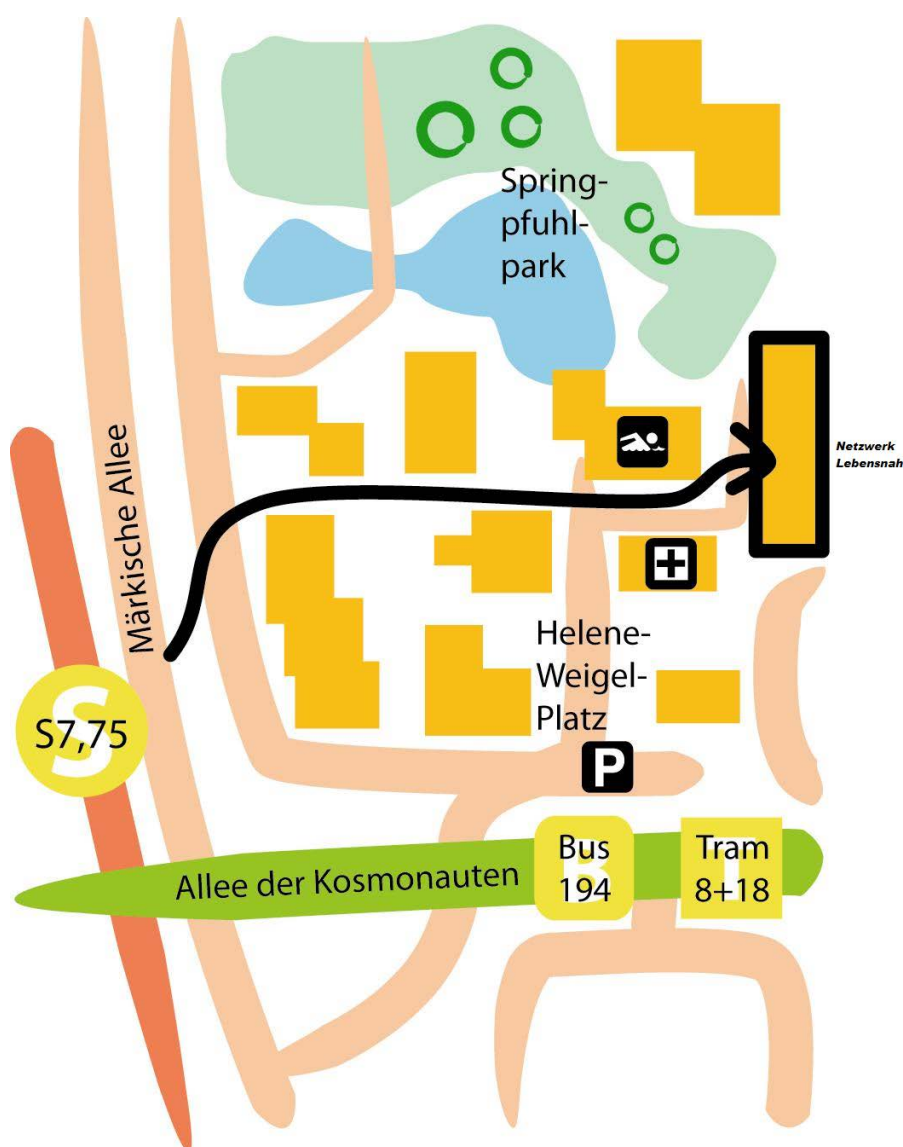 Spring-
pfuhl-
park
Märkische Allee
Netzwerk
Lebensnah
Helene-
Weigel-
Platz
S
S7,75
P
B
Bus
194
T
Tram
8+18
Allee der Kosmonauten